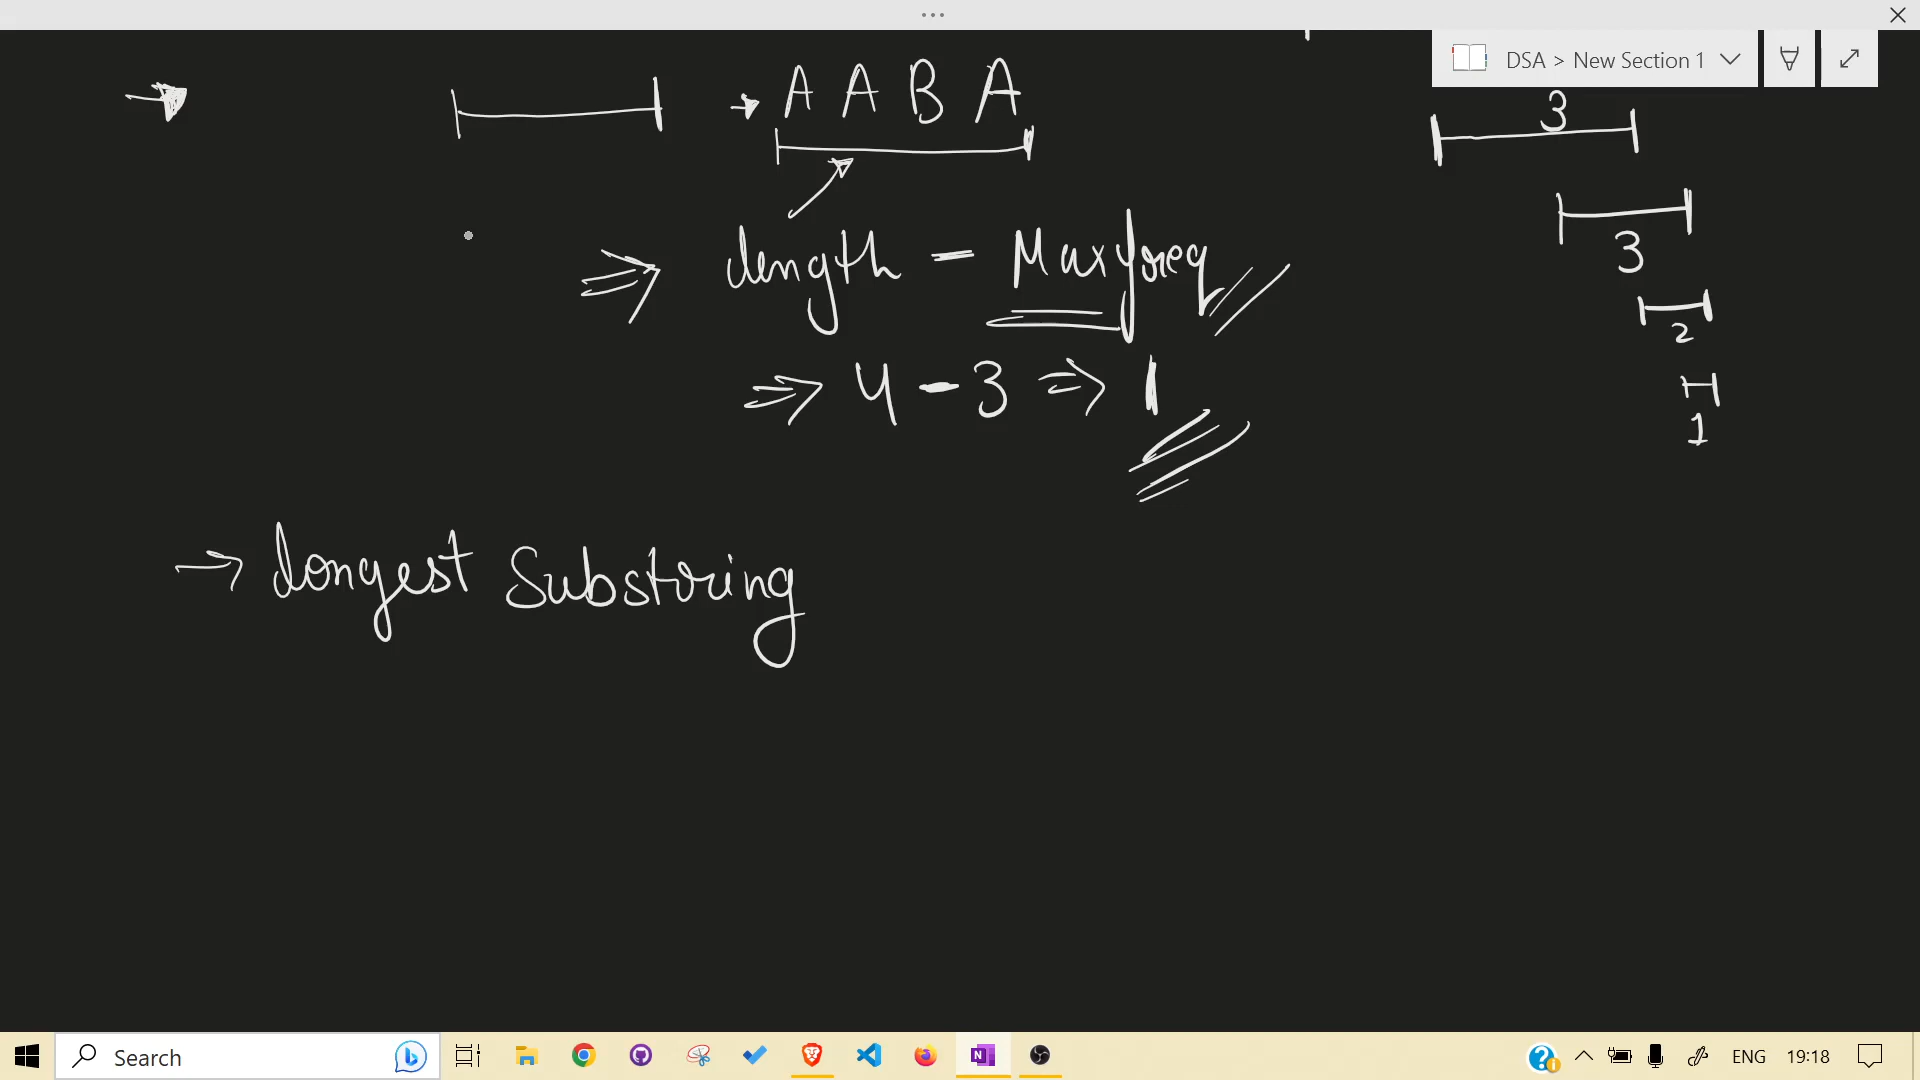 DSA > New Section 1
→ A A B A
3
⇒ length - Maxfreq
3
2
⇒ 4 - 3 ⇒ 1
1
→ longest Substring
Search
ENG 19:18